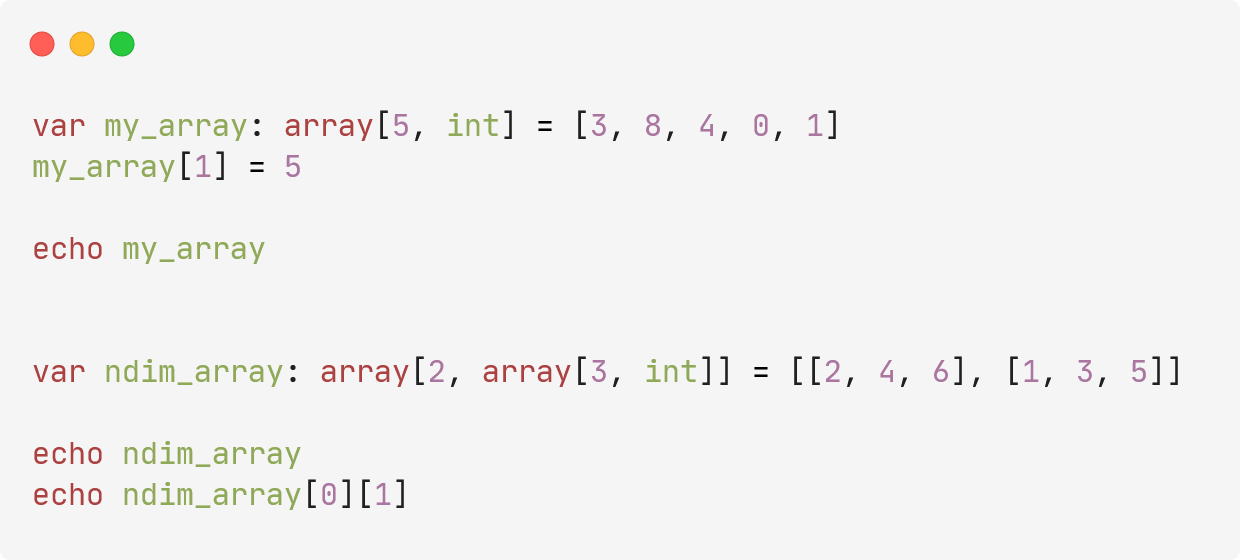 var my_array: array[5, int] = [3, 8, 4, 0, 1]
my_array[1] = 5
echo my_array
var ndim_array: array[2, array[3, int]] = [[2, 4, 6], [1, 3, 5]]
echo ndim_array
echo ndim_array[0][1]